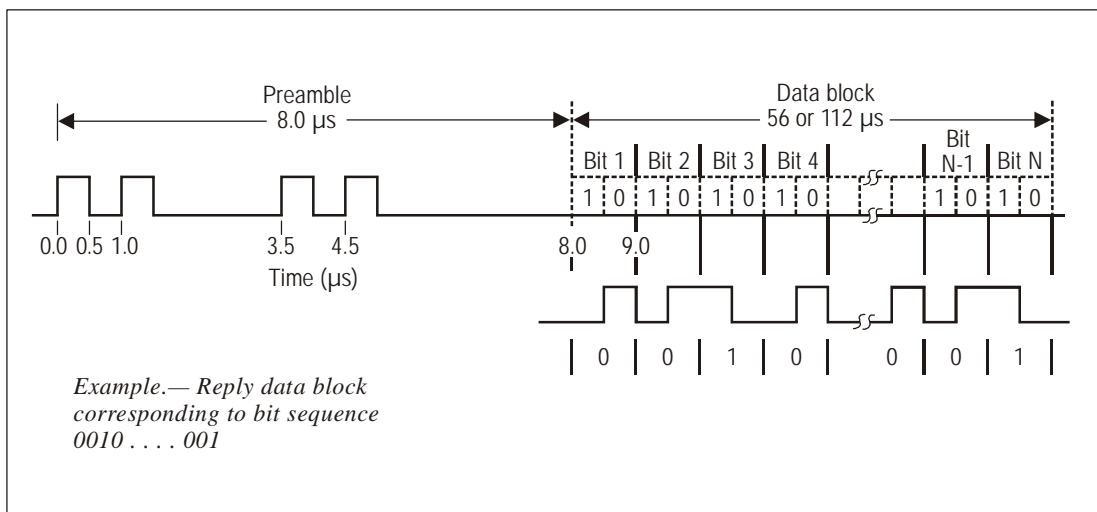 Preamble
8.0 µs
Data block
56 or 112 µs
Bit 1 Bit 2 Bit 3 Bit 4 Bit N-1 Bit N
1 0 1 0 1 0 1 0 1 0 1 0
0.0 0.5 1.0 3.5 4.5 8.0 9.0
Time (µs)
0 0 1 0 0 0 1
Example.— Reply data block
corresponding to bit sequence
0010 . . . . 001